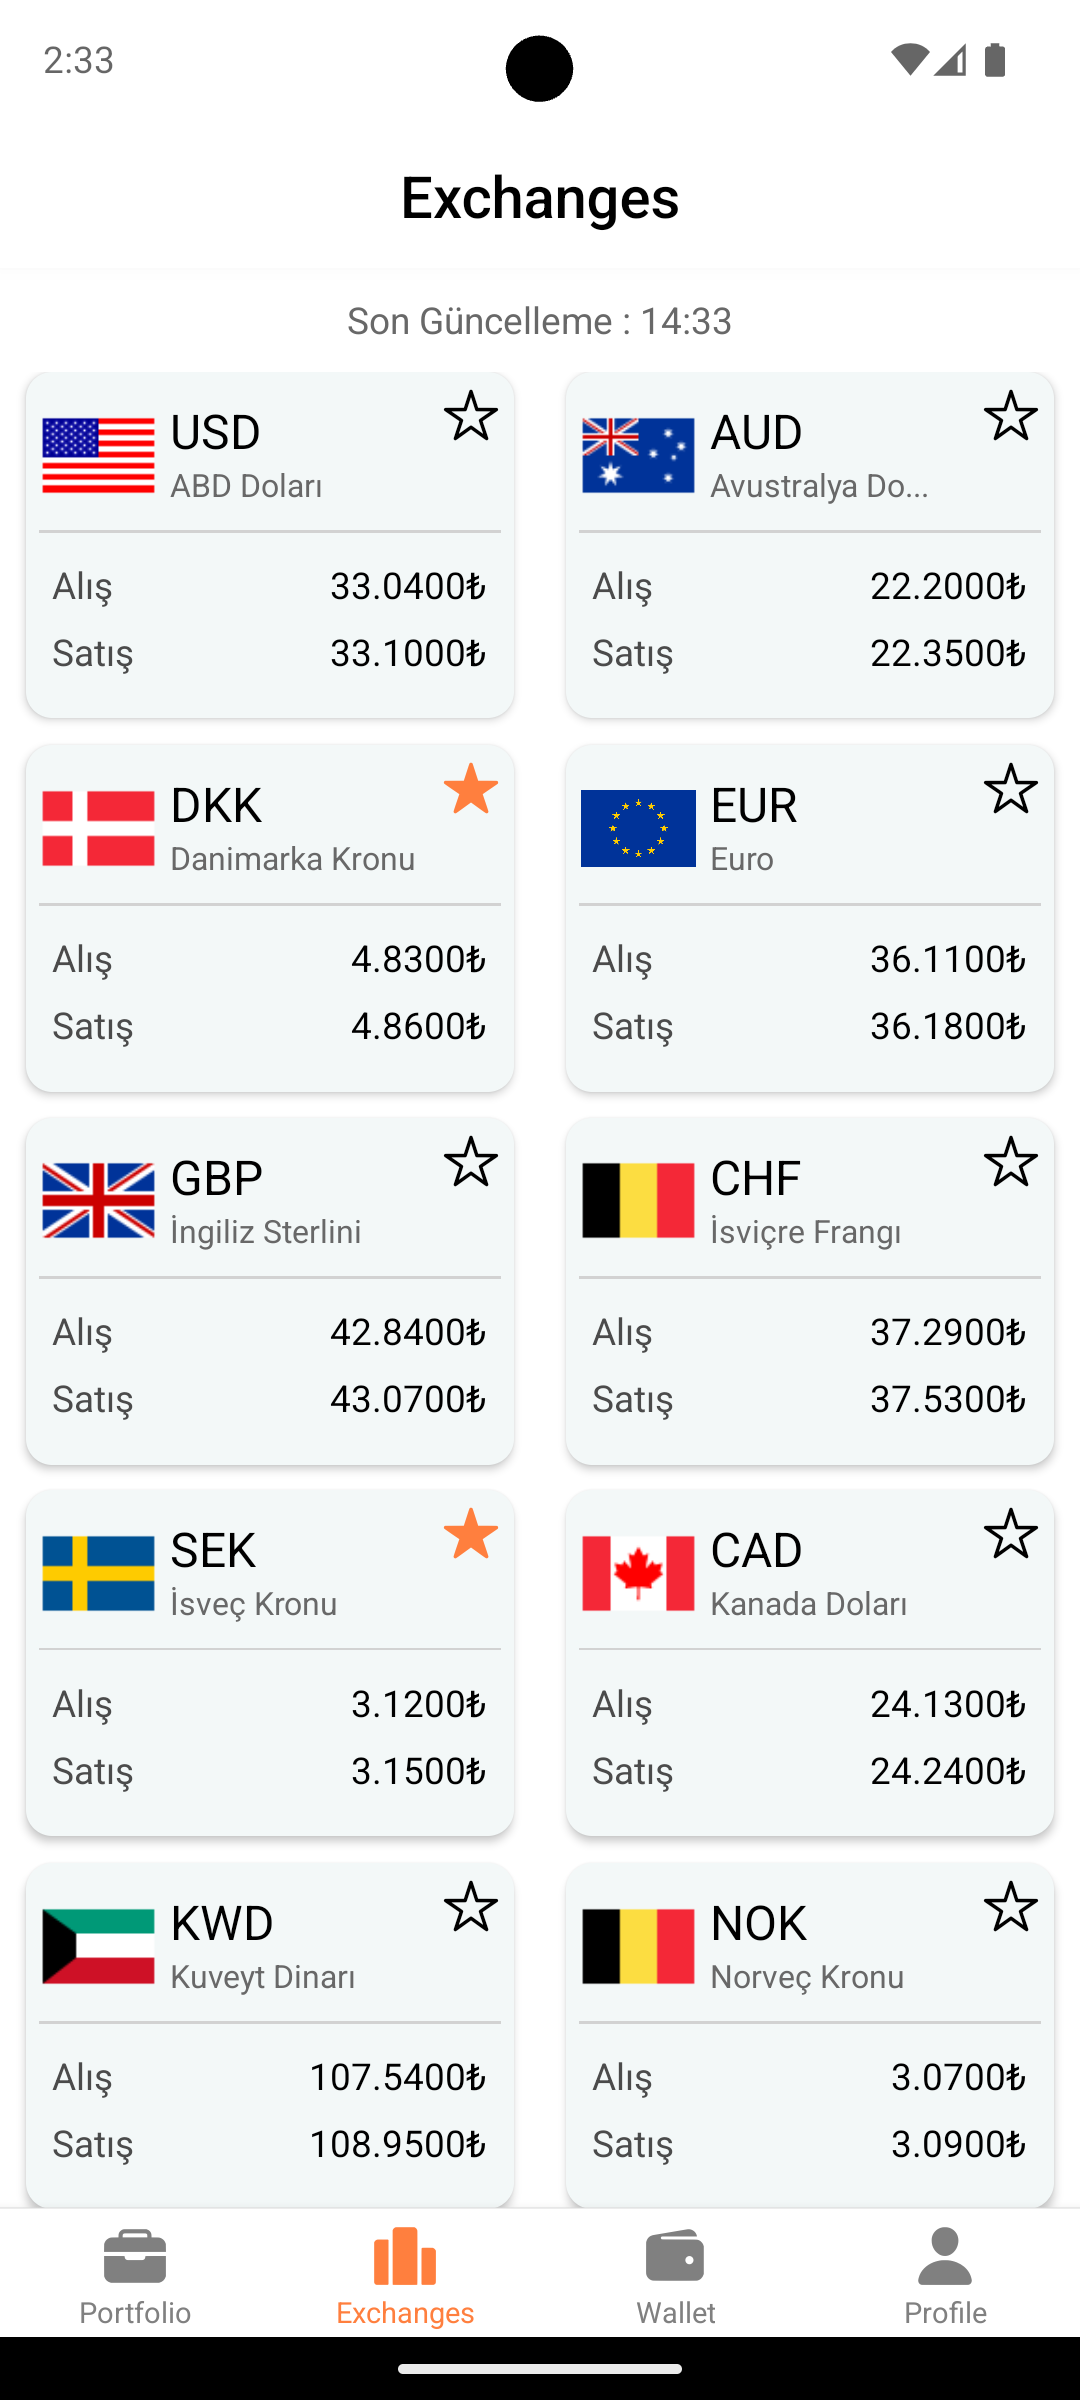 2:33
Exchanges
Son Güncelleme : 14:33
USD
ABD Doları
Alış 33.0400₺
Satış 33.1000₺
AUD
Avustralya Do...
Alış 22.2000₺
Satış 22.3500₺
DKK
Danimarka Kronu
Alış 4.8300₺
Satış 4.8600₺
EUR
Euro
Alış 36.1100₺
Satış 36.1800₺
GBP
İngiliz Sterlini
Alış 42.8400₺
Satış 43.0700₺
CHF
İsviçre Frangı
Alış 37.2900₺
Satış 37.5300₺
SEK
İsveç Kronu
Alış 3.1200₺
Satış 3.1500₺
CAD
Kanada Doları
Alış 24.1300₺
Satış 24.2400₺
KWD
Kuveyt Dinarı
Alış 107.5400₺
Satış 108.9500₺
NOK
Norveç Kronu
Alış 3.0700₺
Satış 3.0900₺
Portfolio
Exchanges
Wallet
Profile